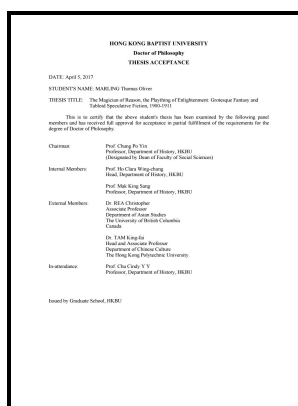 HONG KONG BAPTIST UNIVERSITY
Doctor of Philosophy
THESIS ACCEPTANCE
DATE: April 5, 2017
STUDENT'S NAME: MARLING Thomas Oliver
THESIS TITLE: The Magician of Reason, the Plaything of Enlightenment: Grotesque Fantasy and
Tabloid Speculative Fiction, 1900-1911
This is to certify that the above student's thesis has been examined by the following panel
members and has received full approval for acceptance in partial fulfillment of the requirements for the
degree of Doctor of Philosophy.
Chairman: Prof. Chang Po Yin
Professor, Department of History, HKBU
(Designated by Dean of Faculty of Social Sciences)
Internal Members: Prof. Ho Clara Wing-chung
Head, Department of History, HKBU
Prof. Mak King Sang
Professor, Department of History, HKBU
External Members: Dr. REA Christopher
Associate Professor
Department of Asian Studies
The University of British Columbia
Canada
Dr. TAM King-fai
Head and Associate Professor
Department of Chinese Culture
The Hong Kong Polytechnic University
In-attendance: Prof. Chu Cindy Y Y
Professor, Department of History, HKBU
Issued by Graduate School, HKBU